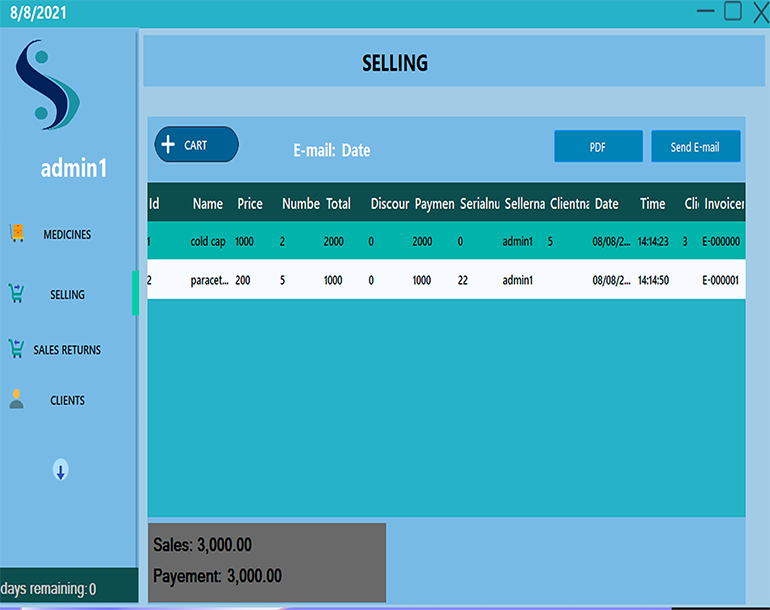 8/8/2021
SELLING
admin1
MEDICINES
SELLING
SALES RETURNS
CLIENTS
days remaining: 0
CART
E-mail: Date
PDF
Send E-mail
Id Name Price Numbe Total Discour Paymen Serialnu Sellerna Clientna Date Time Cli Invoicer
1 cold cap 1000 2 2000 0 2000 0 admin1 5 08/08/2... 14:14:23 3 E-000000
2 paracet... 200 5 1000 0 1000 22 admin1 08/08/2... 14:14:50 E-000001
Sales: 3,000.00
Payement: 3,000.00